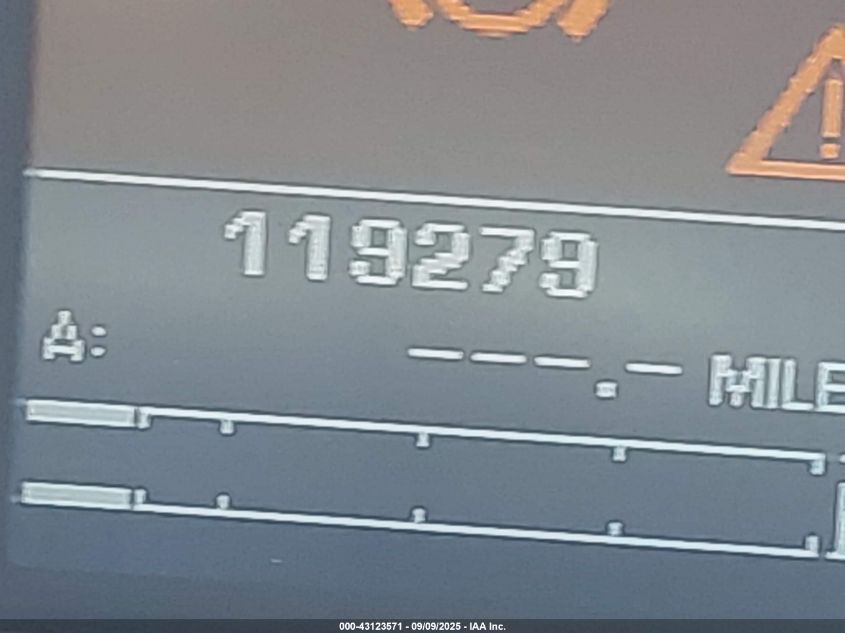 119279
A: ---.- MILE
000-43123571 - 09/09/2025 - IAA Inc.